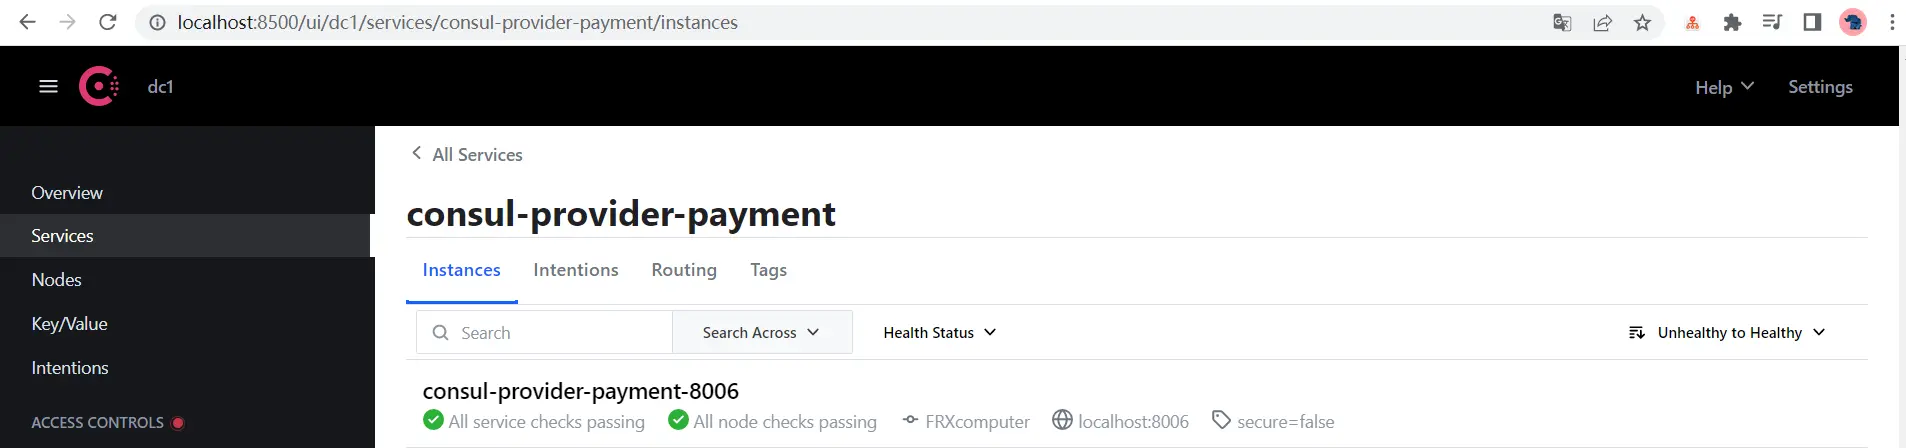 localhost:8500/ui/dc1/services/consul-provider-payment/instances
dc1
Help
Settings
All Services
Overview
consul-provider-payment
Services
Instances Intentions Routing Tags
Nodes
Key/Value
Search Search Across Health Status Unhealthy to Healthy
Intentions
consul-provider-payment-8006
ACCESS CONTROLS
All service checks passing All node checks passing FRXcomputer localhost:8006 secure=false